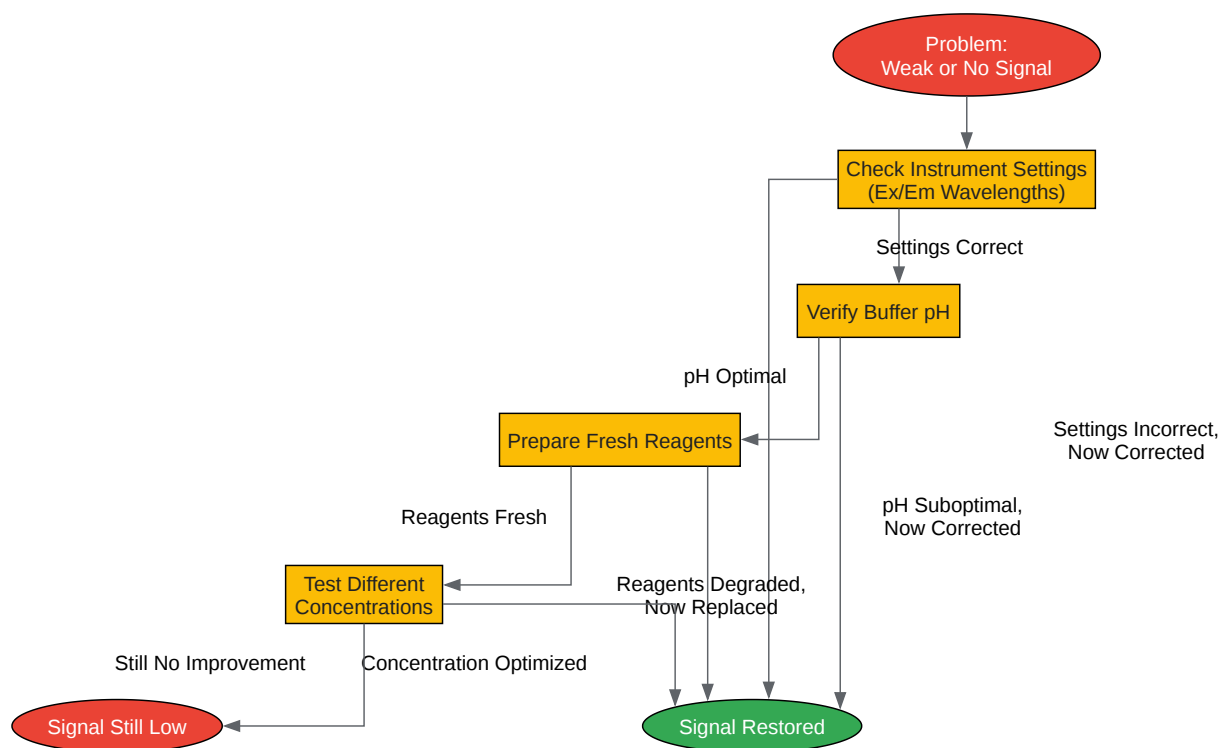 Problem:
Weak or No Signal
Check Instrument Settings
(Ex/Em Wavelengths)
Settings Correct
Verify Buffer pH
pH Optimal
Prepare Fresh Reagents
Settings Incorrect,
Now Corrected
pH Suboptimal,
Now Corrected
Reagents Fresh
Test Different
Concentrations
Reagents Degraded,
Now Replaced
Still No Improvement
Concentration Optimized
Signal Still Low
Signal Restored